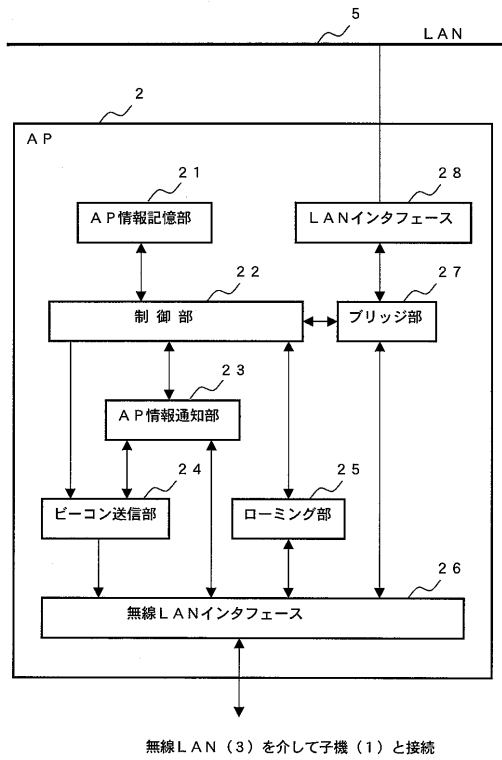 5
LAN
2
AP
21
28
AP情報記憶部
LANインタフェース
22
27
制御部
ブリッジ部
23
AP情報通知部
24
25
ビーコン送信部
ローミング部
26
無線LANインタフェース
無線LAN(3)を介して子機(1)と接続